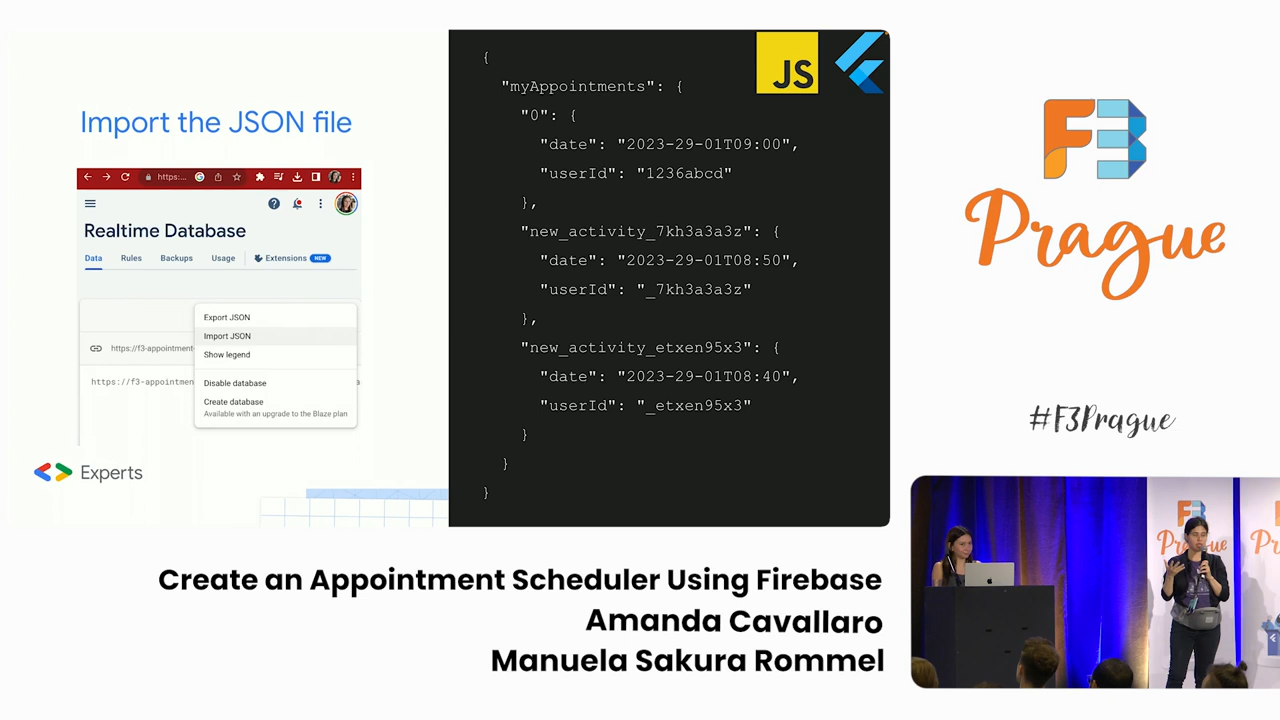 Import the JSON file
https:...
Realtime Database
Data Rules Backups Usage Extensions NEW
Export JSON
Import JSON
https://f3-appointment-
Show legend
https://f3-appointmen
Disable database
Create database
Available with an upgrade to the Blaze plan
Experts
JS
{
"myAppointments": {
"0": {
"date": "2023-29-01T09:00",
"userId": "1236abcd"
},
"new_activity_7kh3a3a3z": {
"date": "2023-29-01T08:50",
"userId": "_7kh3a3a3z"
},
"new_activity_etxen95x3": {
"date": "2023-29-01T08:40",
"userId": "_etxen95x3"
}
}
}
F3
Prague
#F3Prague
F3
Prague
Create an Appointment Scheduler Using Firebase
Amanda Cavallaro
Manuela Sakura Rommel